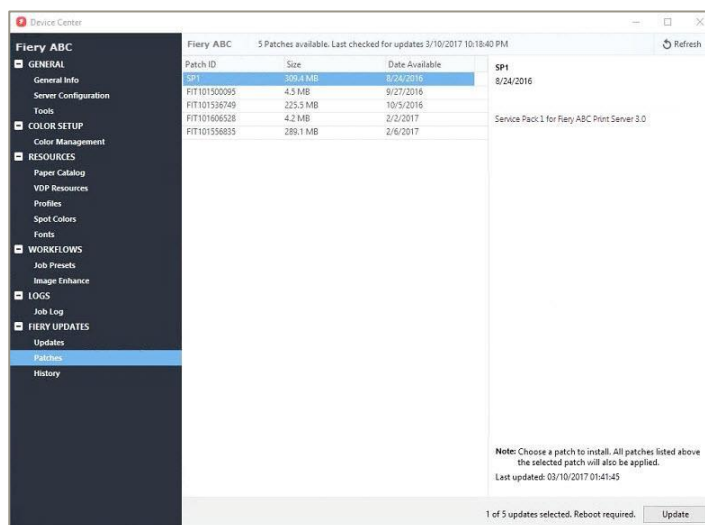 Device Center
Fiery ABC
GENERAL
General Info
Server Configuration
Tools
COLOR SETUP
Color Management
RESOURCES
Paper Catalog
VDP Resources
Profiles
Spot Colors
Fonts
WORKFLOWS
Job Presets
Image Enhance
LOGS
Job Log
FIERY UPDATES
Updates
Patches
History
Fiery ABC 5 Patches available. Last checked for updates 3/10/2017 10:18:40 PM Refresh
Patch ID Size Date Available
SP1 309.4 MB 8/24/2016
FIT101500095 4.5 MB 9/27/2016
FIT101536749 225.5 MB 10/5/2016
FIT101606528 4.2 MB 2/2/2017
FIT101556835 289.1 MB 2/6/2017
SP1
8/24/2016
Service Pack 1 for Fiery ABC Print Server 3.0
Note: Choose a patch to install. All patches listed above
the selected patch will also be applied.
Last updated: 03/10/2017 01:41:45
1 of 5 updates selected. Reboot required. Update